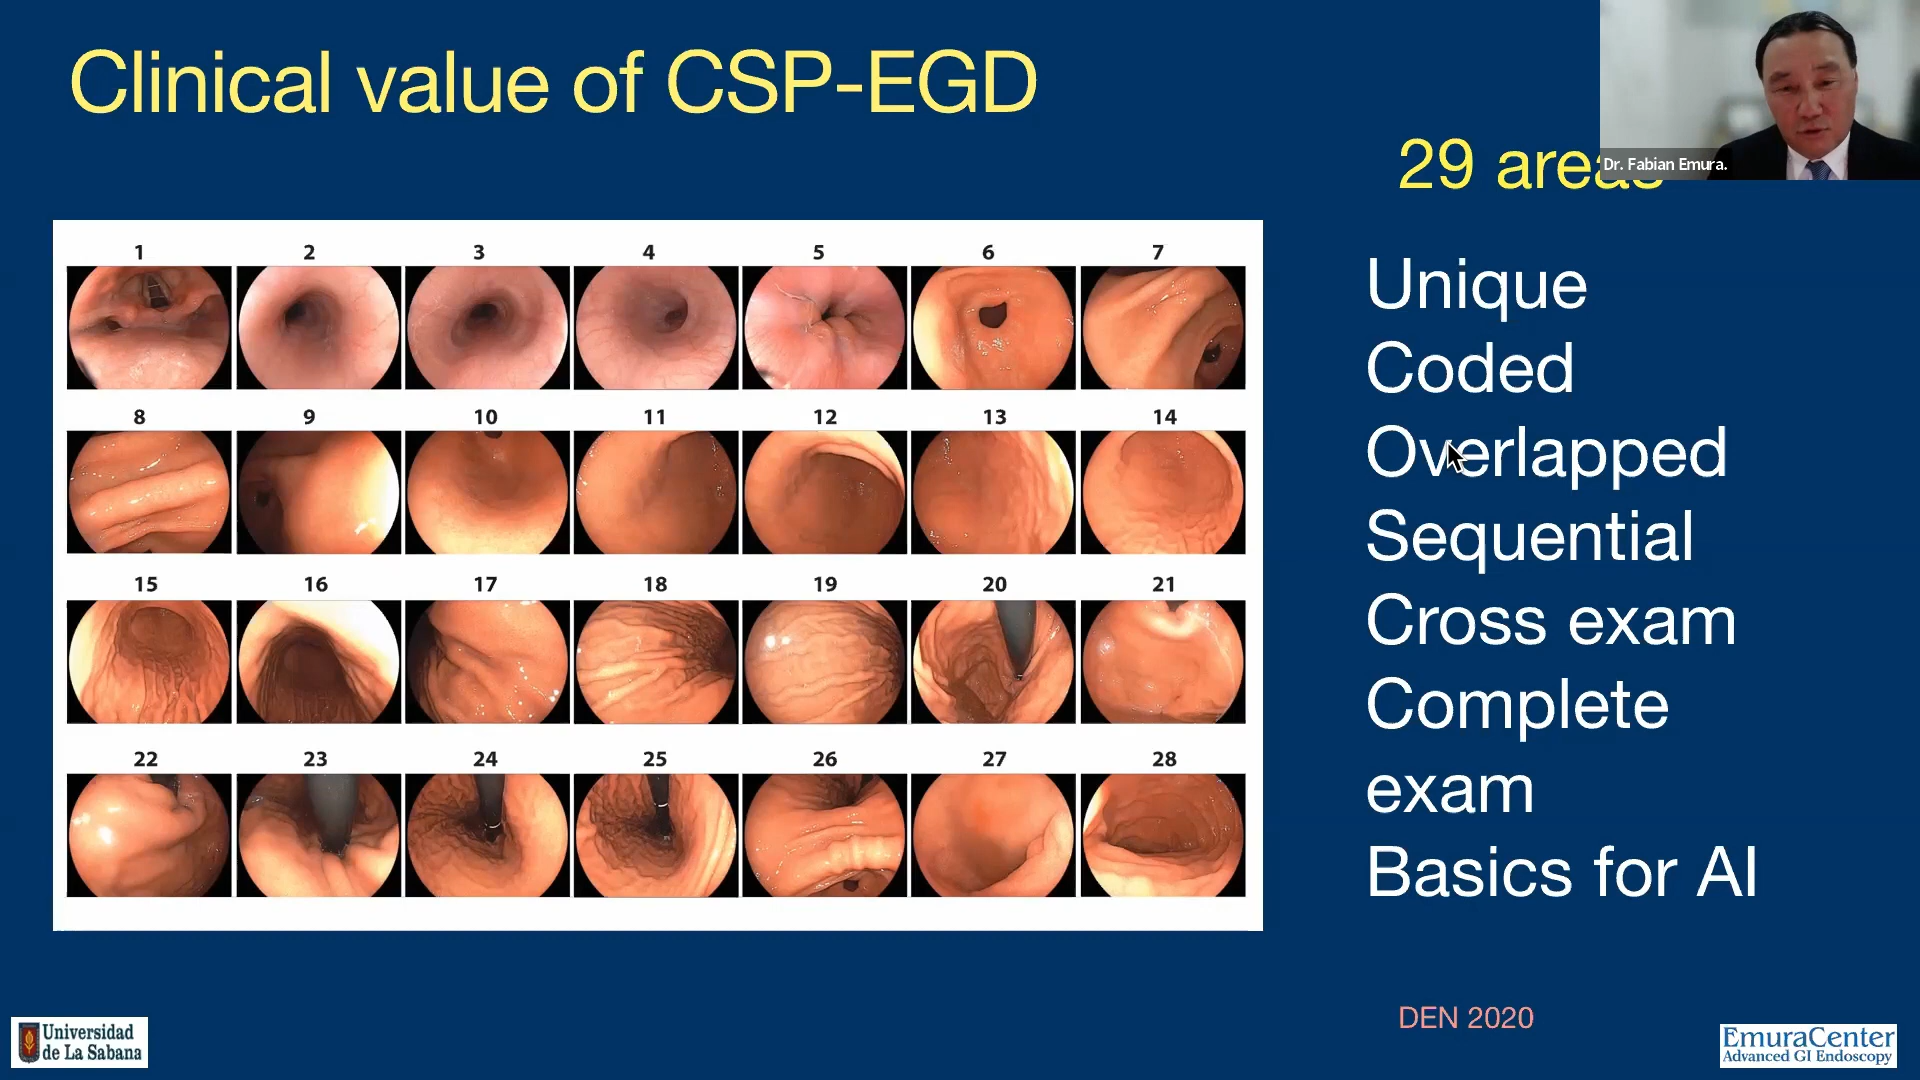 Clinical value of CSP-EGD
29 areas
Dr. Fabian Emura.
1 2 3 4 5 6 7
8 9 10 11 12 13 14
15 16 17 18 19 20 21
22 23 24 25 26 27 28
Unique
Coded
Overlapped
Sequential
Cross exam
Complete
exam
Basics for AI
DEN 2020
Universidad
de La Sabana
EmuraCenter
Advanced GI Endoscopy